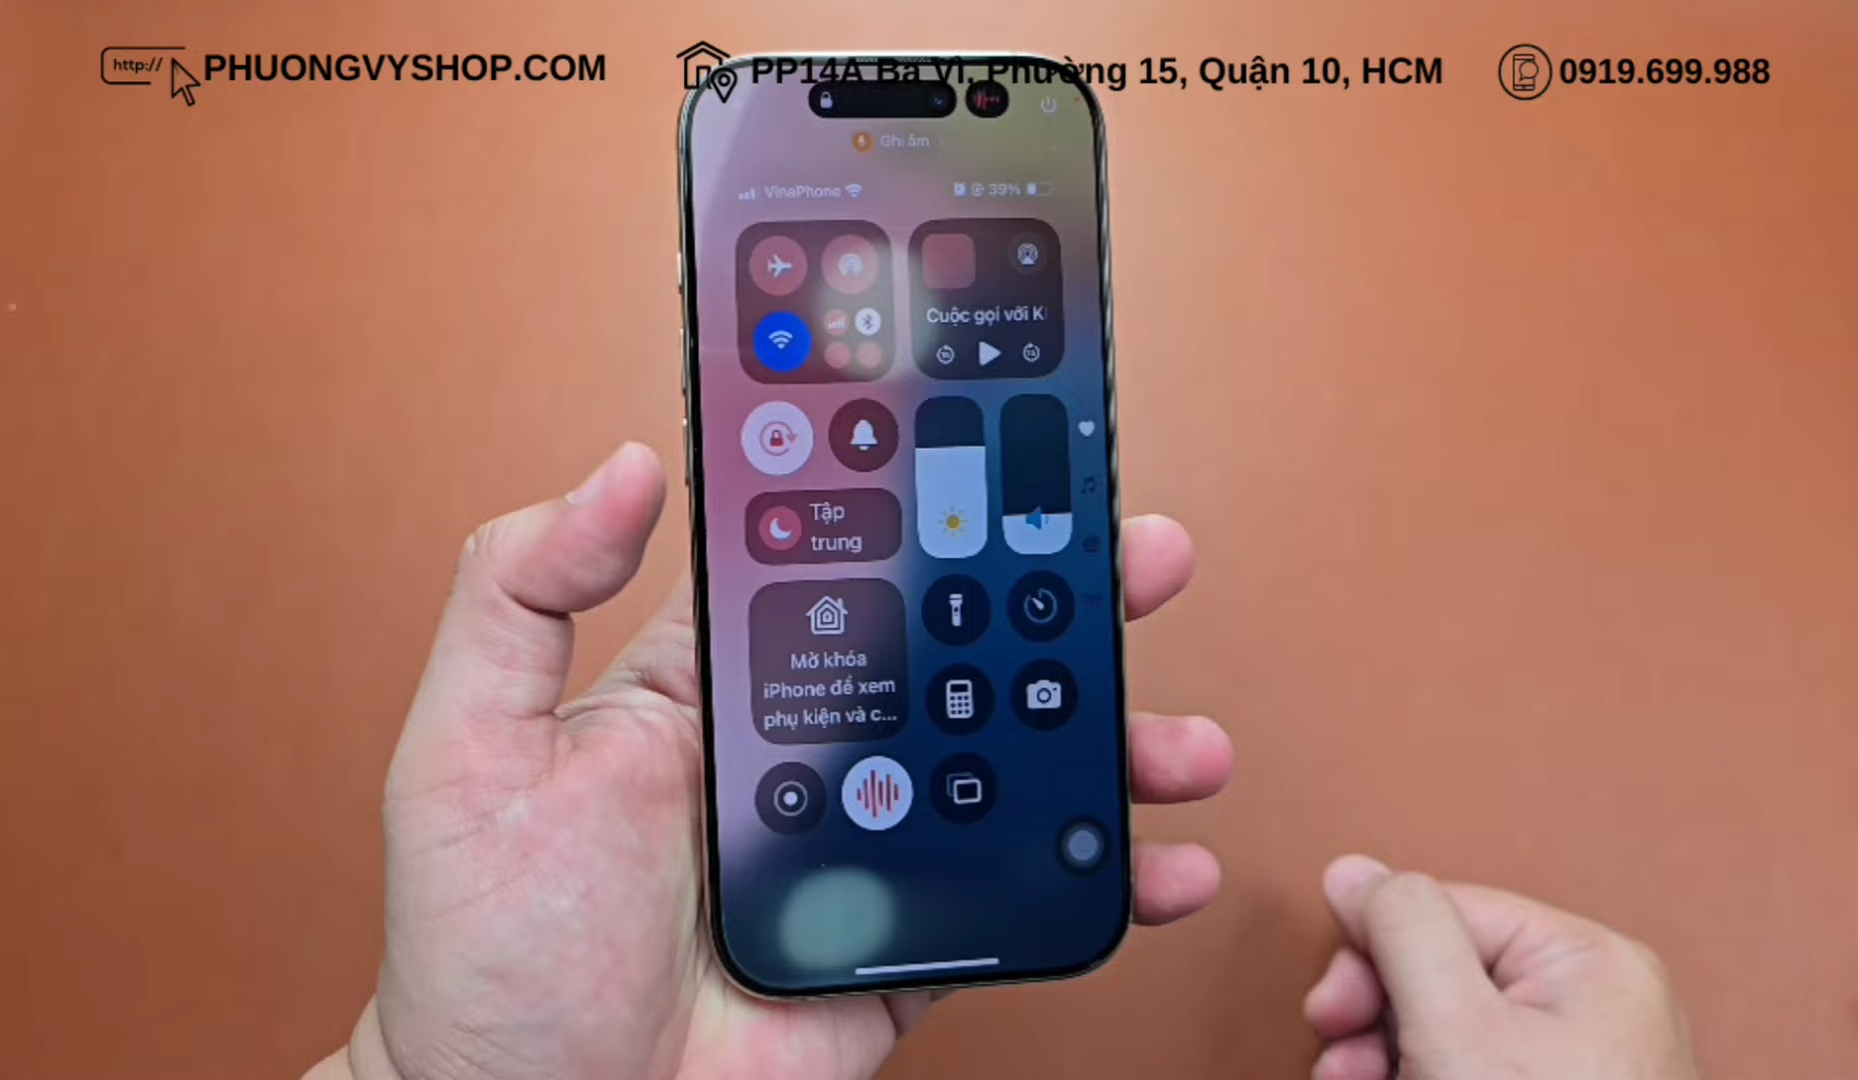 http://
PHUONGVYSHOP.COM
PP14A Ba Vì, Phường 15, Quận 10, HCM
0919.699.988
Ghi âm
VinaPhone
39%
Cuộc gọi với K
Tập
trung
Mở khóa
iPhone để xem
phụ kiện và c...